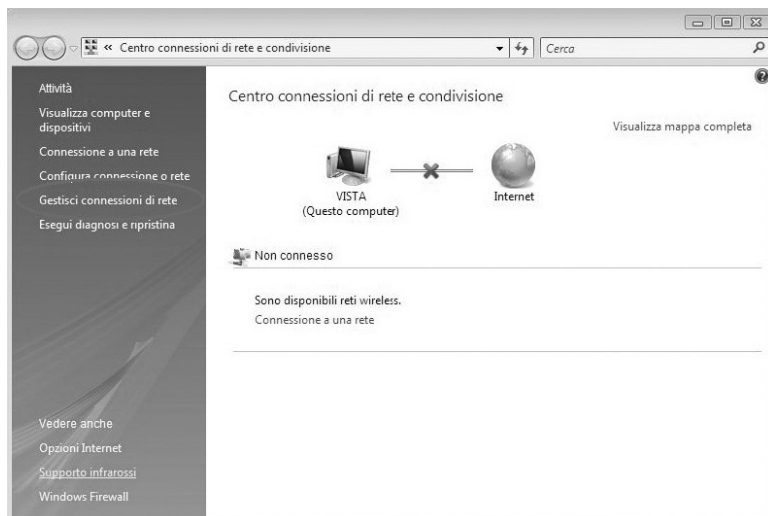 « Centro connessioni di rete e condivisione
Cerca
Attività
Visualizza computer e
dispositivi
Connessione a una rete
Configura connessione o rete
Gestisci connessioni di rete
Esegui diagnosi e ripristina
Centro connessioni di rete e condivisione
Visualizza mappa completa
VISTA
(Questo computer)
Internet
Non connesso
Sono disponibili reti wireless.
Connessione a una rete
Vedere anche
Opzioni Internet
Supporto infrarossi
Windows Firewall